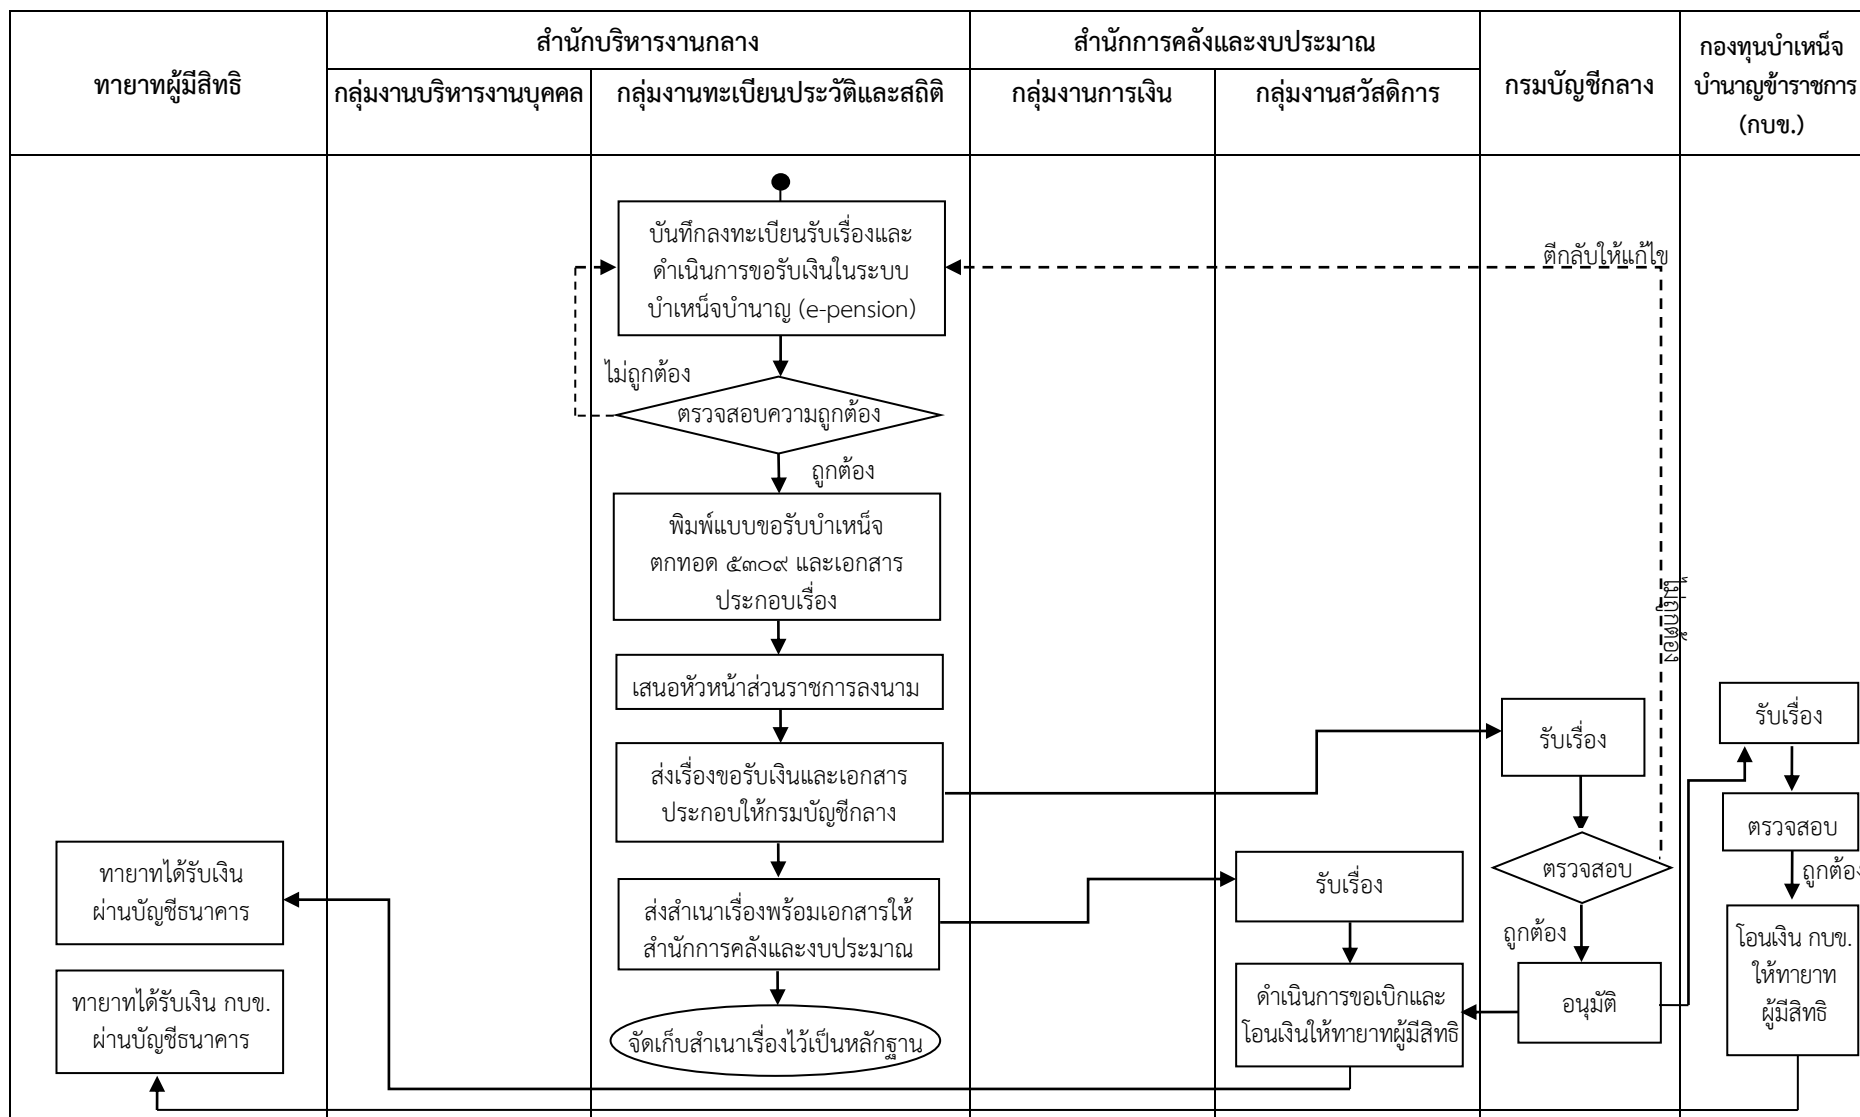 ทายาทผู้มีสิทธิ
สำนักบริหารงานกลาง
กลุ่มงานบริหารงานบุคคล
กลุ่มงานทะเบียนประวัติและสถิติ
สำนักการคลังและงบประมาณ
กลุ่มงานการเงิน
กลุ่มงานสวัสดิการ
กรมบัญชีกลาง
กองทุนบำเหน็จ
บำนาญข้าราชการ
(กบข.)
บันทึกลงทะเบียนรับเรื่องและ
ดำเนินการขอรับเงินในระบบ
บำเหน็จบำนาญ (e-pension)
ตีกลับให้แก้ไข
ไม่ถูกต้อง
ตรวจสอบความถูกต้อง
ถูกต้อง
พิมพ์แบบขอรับบำเหน็จ
ตกทอด ๕๓๐๙ และเอกสาร
ประกอบเรื่อง
ไม่ถูกต้อง
เสนอหัวหน้าส่วนราชการลงนาม
ส่งเรื่องขอรับเงินและเอกสาร
ประกอบให้กรมบัญชีกลาง
รับเรื่อง
รับเรื่อง
ตรวจสอบ
ทายาทได้รับเงิน
ผ่านบัญชีธนาคาร
ส่งสำเนาเรื่องพร้อมเอกสารให้
สำนักการคลังและงบประมาณ
รับเรื่อง
ตรวจสอบ
ถูกต้อง
ถูกต้อง
ทายาทได้รับเงิน กบข.
ผ่านบัญชีธนาคาร
จัดเก็บสำเนาเรื่องไว้เป็นหลักฐาน
ดำเนินการขอเบิกและ
โอนเงินให้ทายาทผู้มีสิทธิ
อนุมัติ
โอนเงิน กบข.
ให้ทายาท
ผู้มีสิทธิ